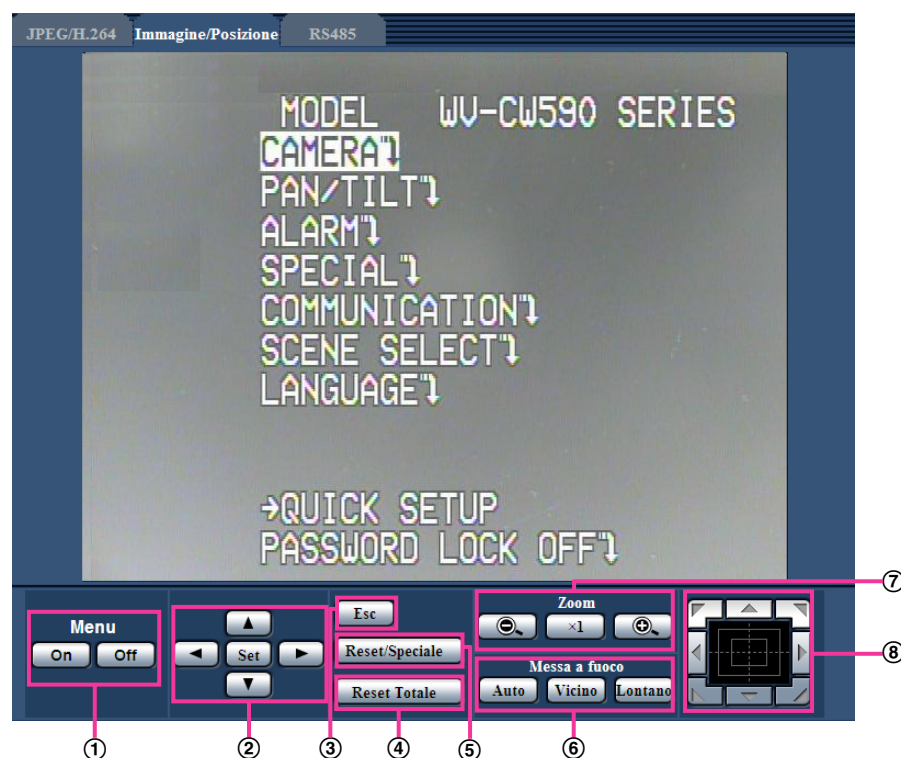 JPEG/H.264 Immagine/Posizione RS485
MODEL WV-CW590 SERIES
CAMERA
PAN/TILT
ALARM
SPECIAL
COMMUNICATION
SCENE SELECT
LANGUAGE
→QUICK SETUP
PASSWORD LOCK OFF
Menu
On Off
Set
Esc
Reset/Speciale
Reset Totale
Zoom
×1
Messa a fuoco
Auto Vicino Lontano
⑦
⑧
① ② ③ ④ ⑤ ⑥